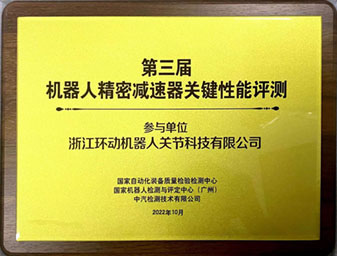 第三届
机器人精密减速器关键性能评测
参与单位
浙江环动机器人关节科技有限公司
国家自动化装备质量检验检测中心
国家机器人检测与评定中心（广州）
中汽检测技术有限公司
2022年10月